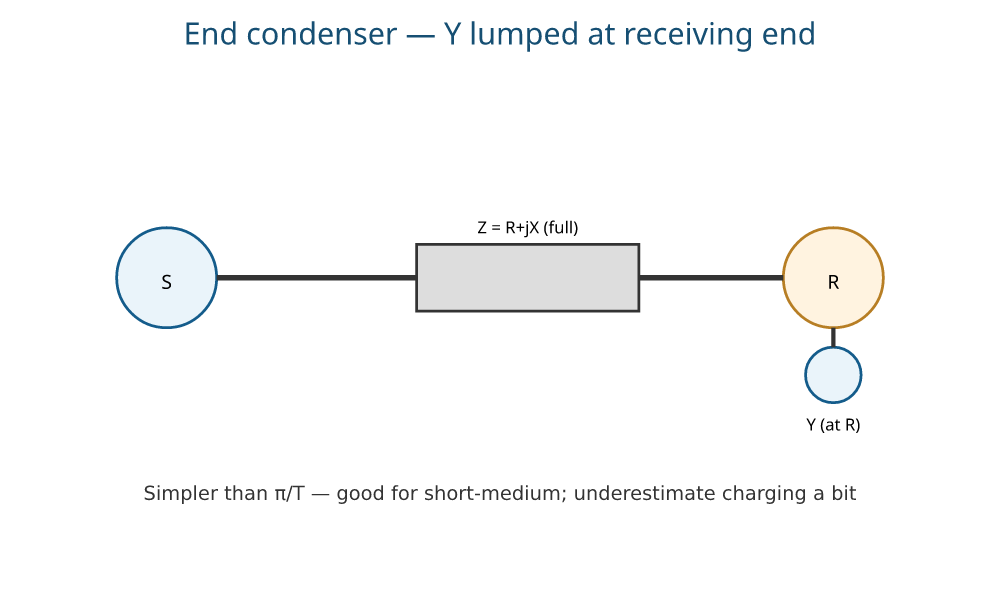 End condenser — Y lumped at receiving end
Z = R+jX (full)
S
R
Y (at R)
Simpler than π/T — good for short-medium; underestimate charging a bit